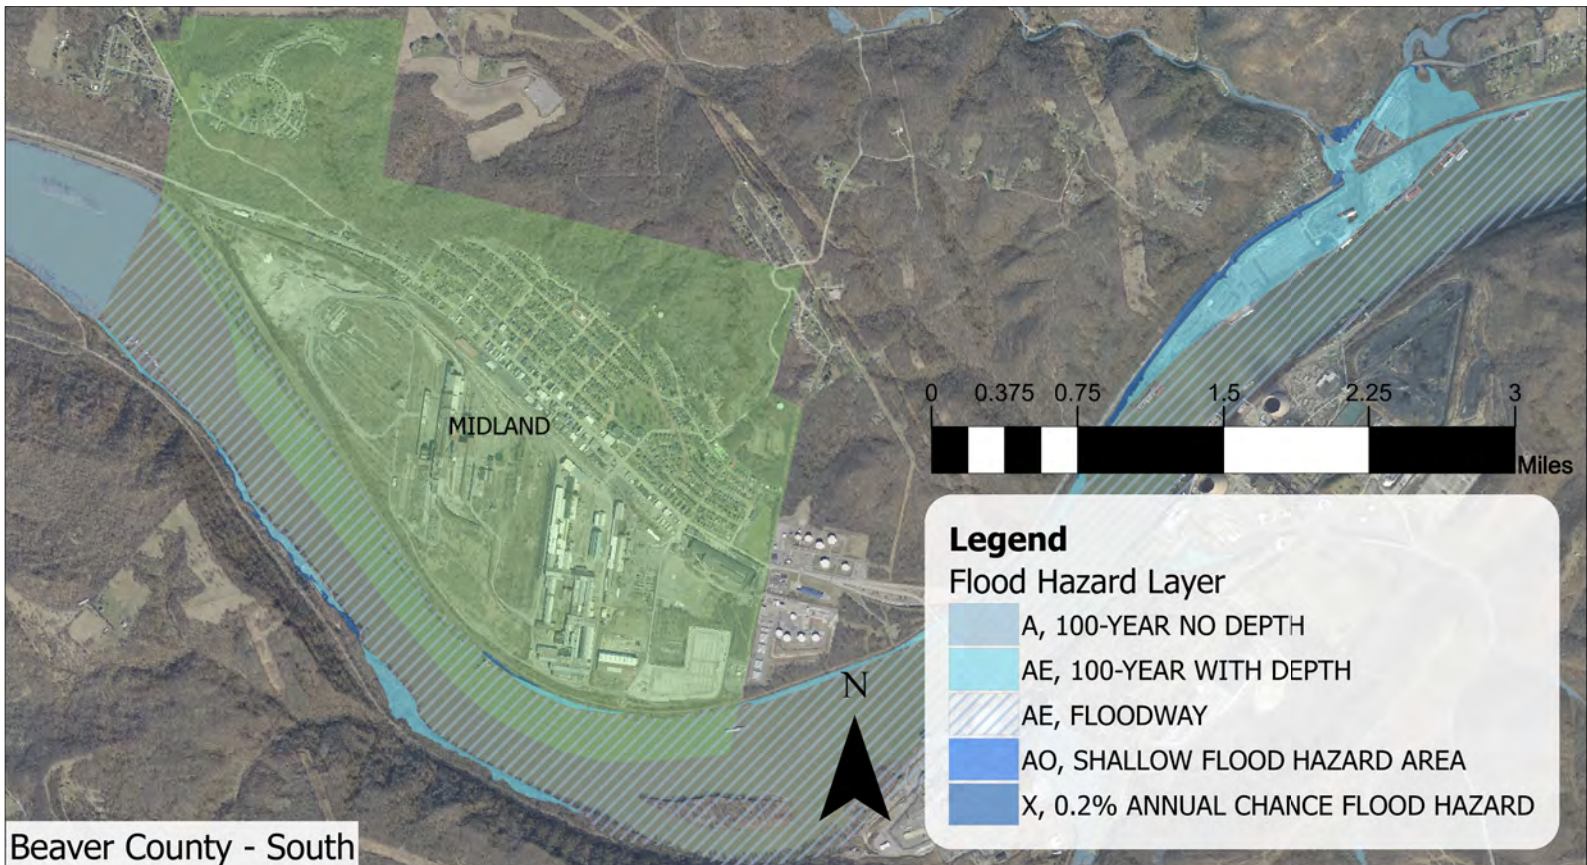 MIDLAND
0 0.375 0.75 1.5 2.25 3
Miles
N
Legend
Flood Hazard Layer
A, 100-YEAR NO DEPTH
AE, 100-YEAR WITH DEPTH
AE, FLOODWAY
AO, SHALLOW FLOOD HAZARD AREA
X, 0.2% ANNUAL CHANCE FLOOD HAZARD
Beaver County - South